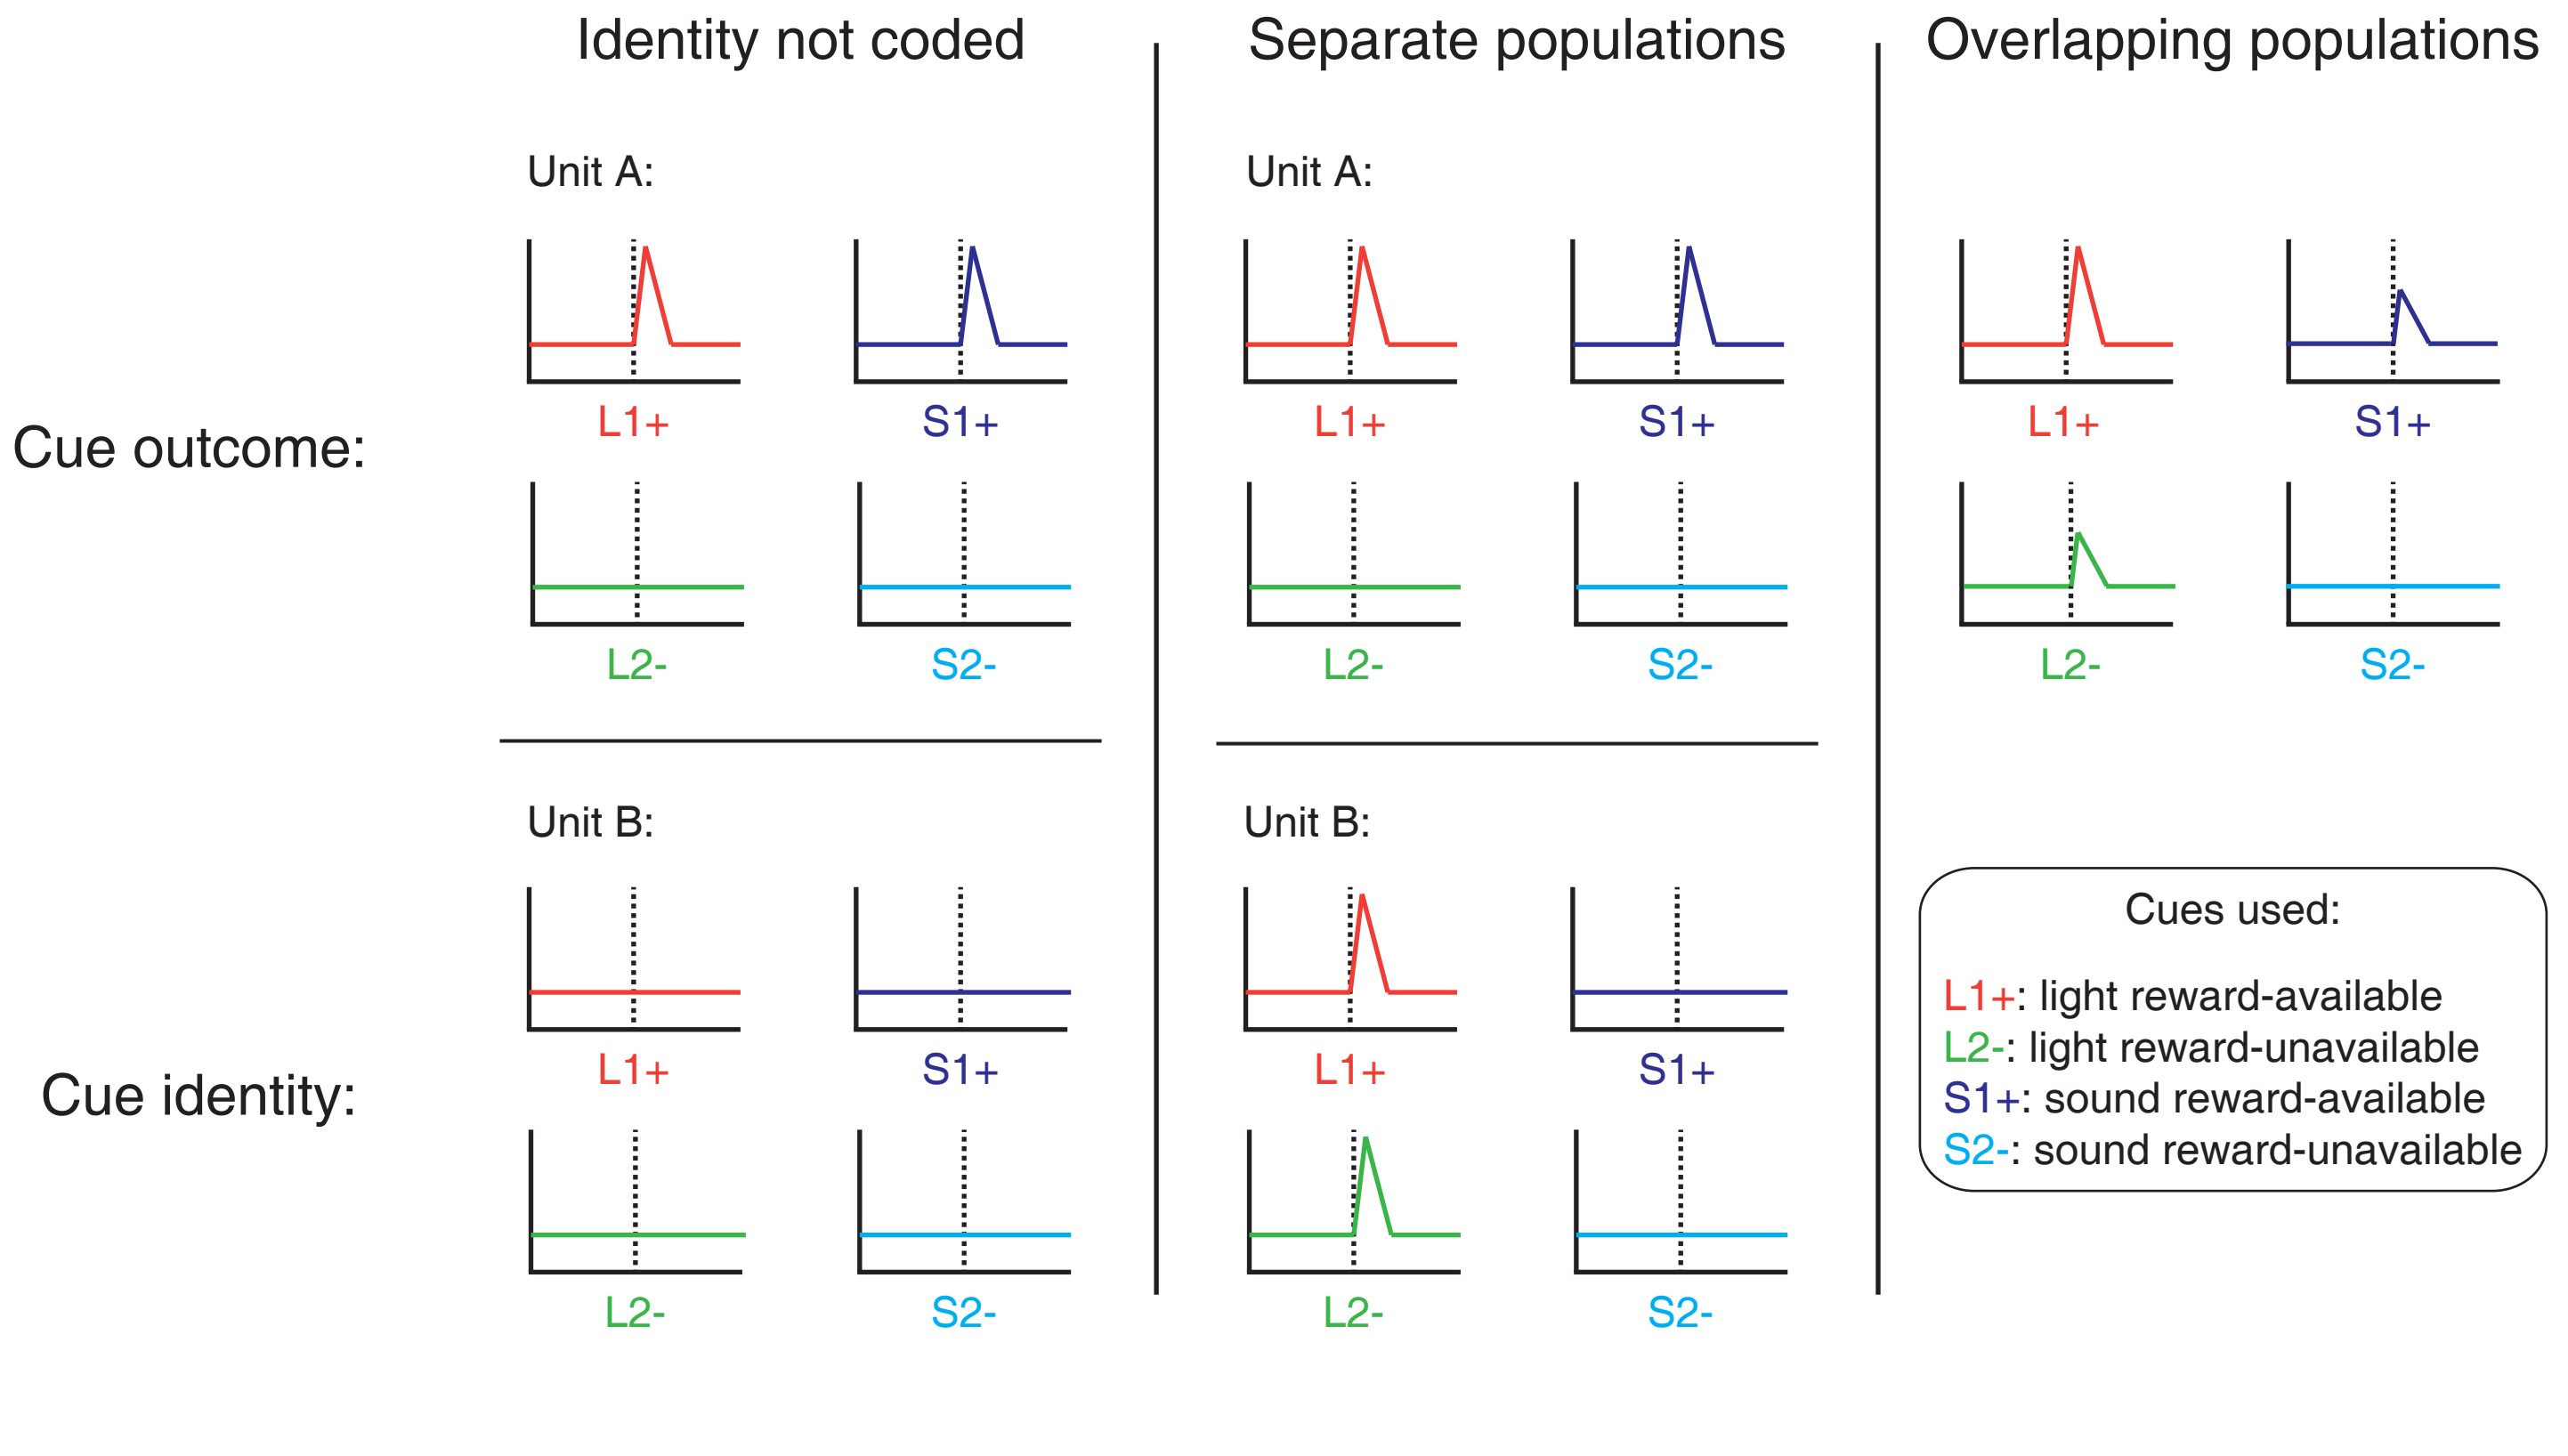 Identity not coded
Separate populations
Overlapping populations
Unit A:
Unit A:
L1+
S1+
L1+
S1+
L1+
S1+
Cue outcome:
L2-
S2-
L2-
S2-
L2-
S2-
Unit B:
Unit B:
L1+
S1+
L1+
S1+
Cue identity:
L2-
S2-
L2-
S2-
Cues used:
L1+: light reward-available
L2-: light reward-unavailable
S1+: sound reward-available
S2-: sound reward-unavailable